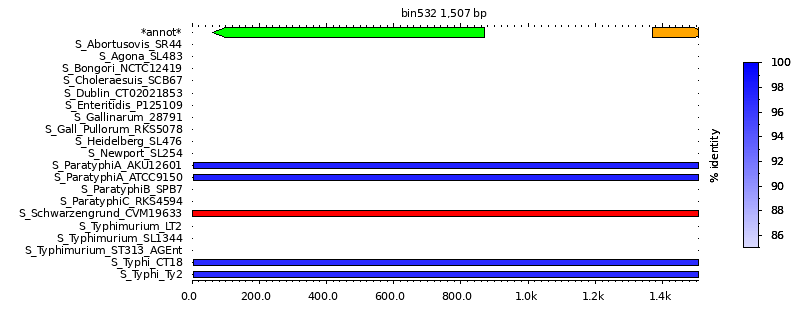 bin532 1,507 bp
*annot*
S_Abortusovis_SR44
S_Agona_SL483
S_Bongori_NCTC12419
S_Choleraesuis_SCB67
S_Dublin_CT02021853
S_Enteritidis_P125109
S_Gallinarum_28791
S_Gall_Pullorum_RKS5078
S_Heidelberg_SL476
S_Newport_SL254
S_ParatyphiA_AKU12601
S_ParatyphiA_ATCC9150
S_ParatyphiB_SPB7
S_ParatyphiC_RKS4594
S_Schwarzengrund_CVM19633
S_Typhimurium_LT2
S_Typhimurium_SL1344
S_Typhimurium_ST313_AGEnt
S_Typhi_CT18
S_Typhi_Ty2
0.0 200.0 400.0 600.0 800.0 1.0k 1.2k 1.4k
% identity
100
98
96
94
92
90
88
86